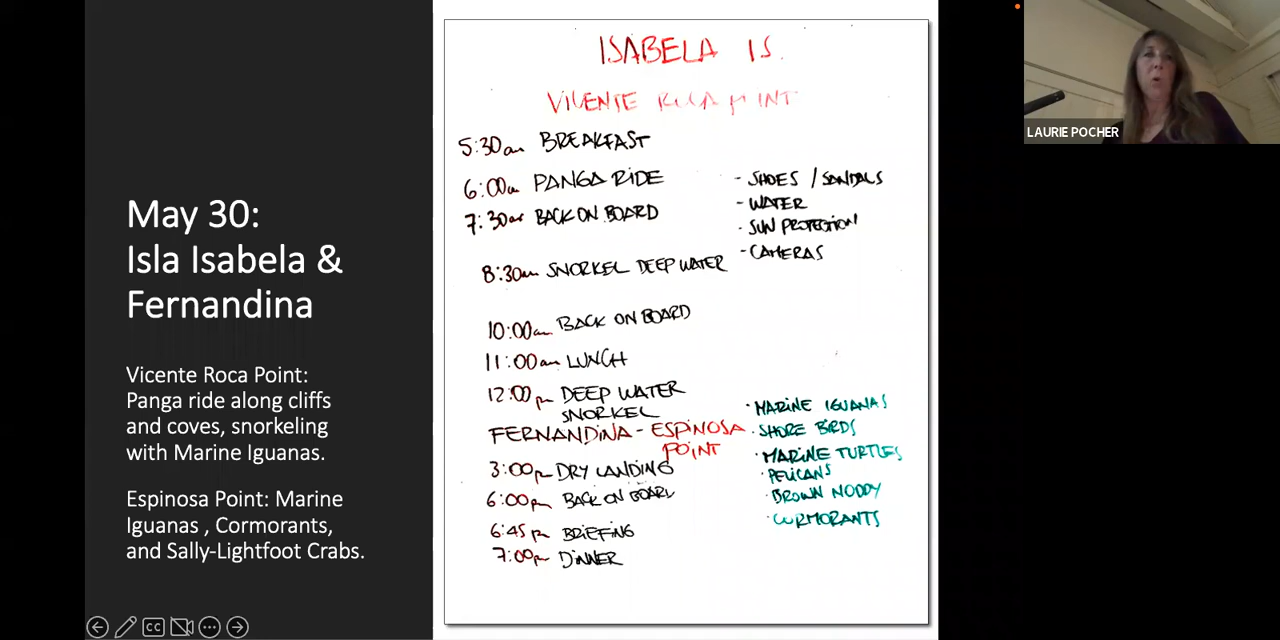 May 30:
Isla Isabela &
Fernandina
Vicente Roca Point:
Panga ride along cliffs
and coves, snorkeling
with Marine Iguanas.
Espinosa Point: Marine
Iguanas , Cormorants,
and Sally-Lightfoot Crabs.
CC
ISABELA IS.
VICENTE ROCA POINT
5:30am BREAKFAST
6:00am PANGA RIDE
7:30am BACK ON BOARD
- SHOES / SANDALS
- WATER
- SUN PROTECTION
- CAMERAS
8:30am SNORKEL DEEP WATER
10:00am BACK ON BOARD
11:00am LUNCH
12:00pm DEEP WATER
SNORKEL
FERNANDINA - ESPINOSA
POINT
3:00pm DRY LANDING
6:00pm BACK ON BOARD
6:45pm BRIEFING
7:00pm DINNER
· MARINE IGUANAS
· SHORE BIRDS
· MARINE TURTLES
· PELICANS
· BROWN NODDY
· CORMORANTS
LAURIE POCHER